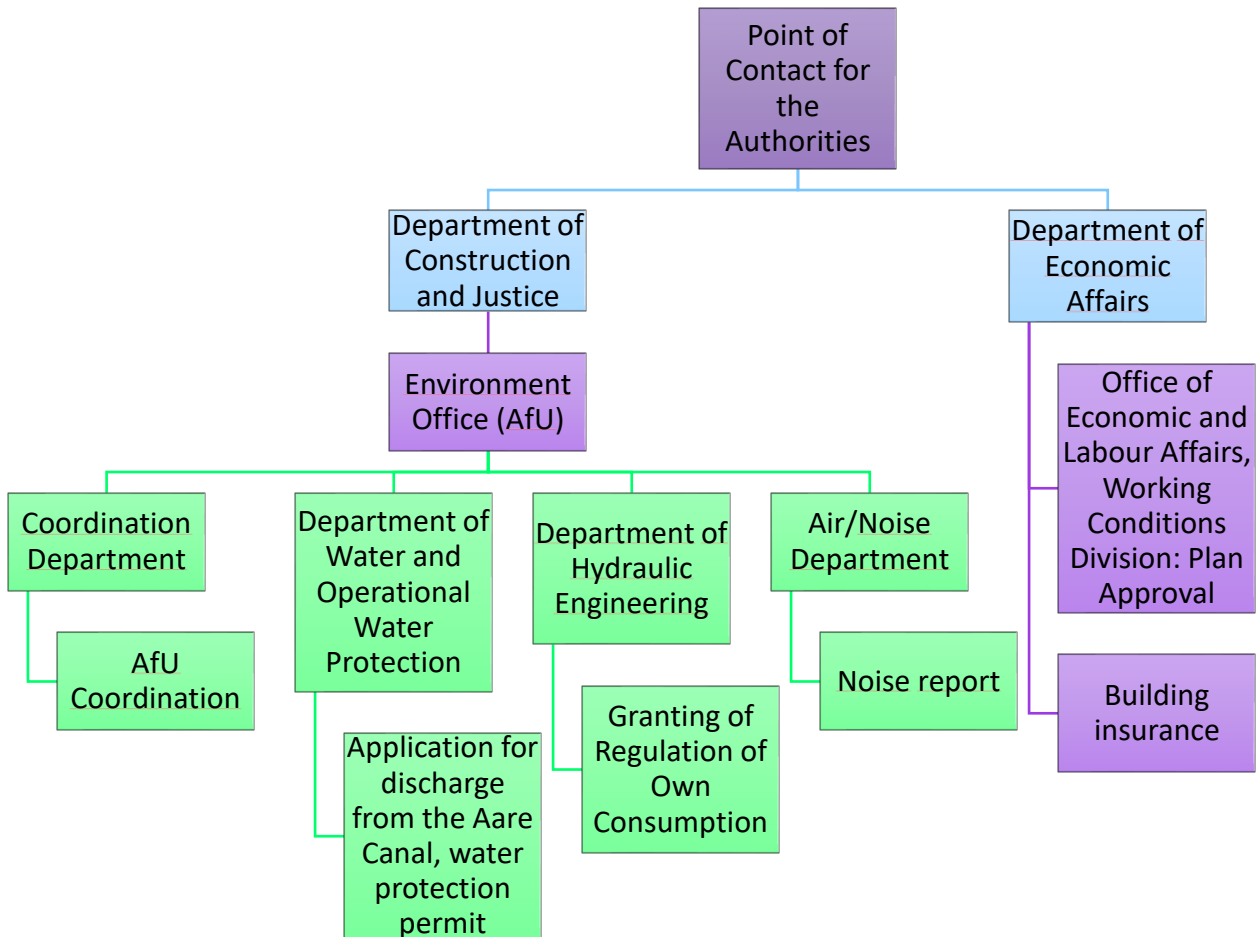 Point of
Contact for
the
Authorities
Department of
Construction
and Justice
Department of
Economic
Affairs
Environment
Office (AfU)
Office of
Economic and
Labour Affairs,
Working
Conditions
Division: Plan
Approval
Coordination
Department
Department of
Water and
Operational
Water
Protection
Department of
Hydraulic
Engineering
Air/Noise
Department
AfU
Coordination
Application for
discharge
from the Aare
Canal, water
protection
permit
Granting of
Regulation of
Own
Consumption
Noise report
Building
insurance